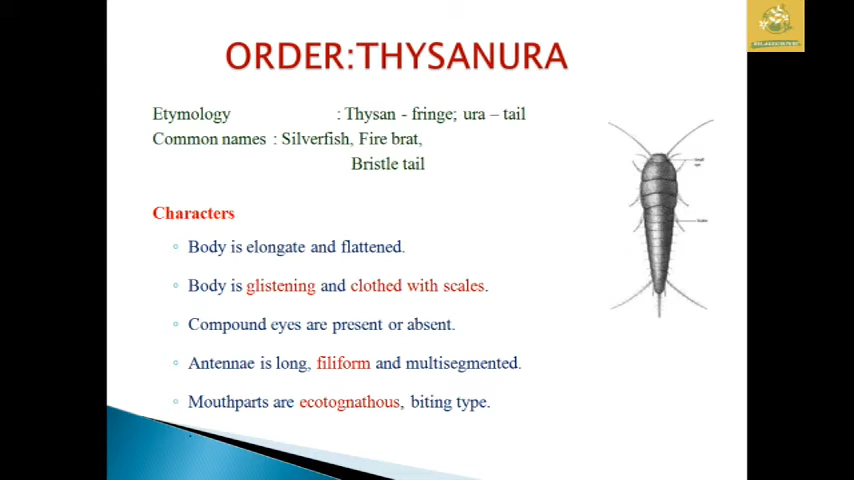 ORDER:THYSANURA
Etymology : Thysan - fringe; ura – tail
Common names : Silverfish, Fire brat,
Bristle tail
Characters
Body is elongate and flattened.
Body is glistening and clothed with scales.
Compound eyes are present or absent.
Antennae is long, filiform and multisegmented.
Mouthparts are ecotognathous, biting type.